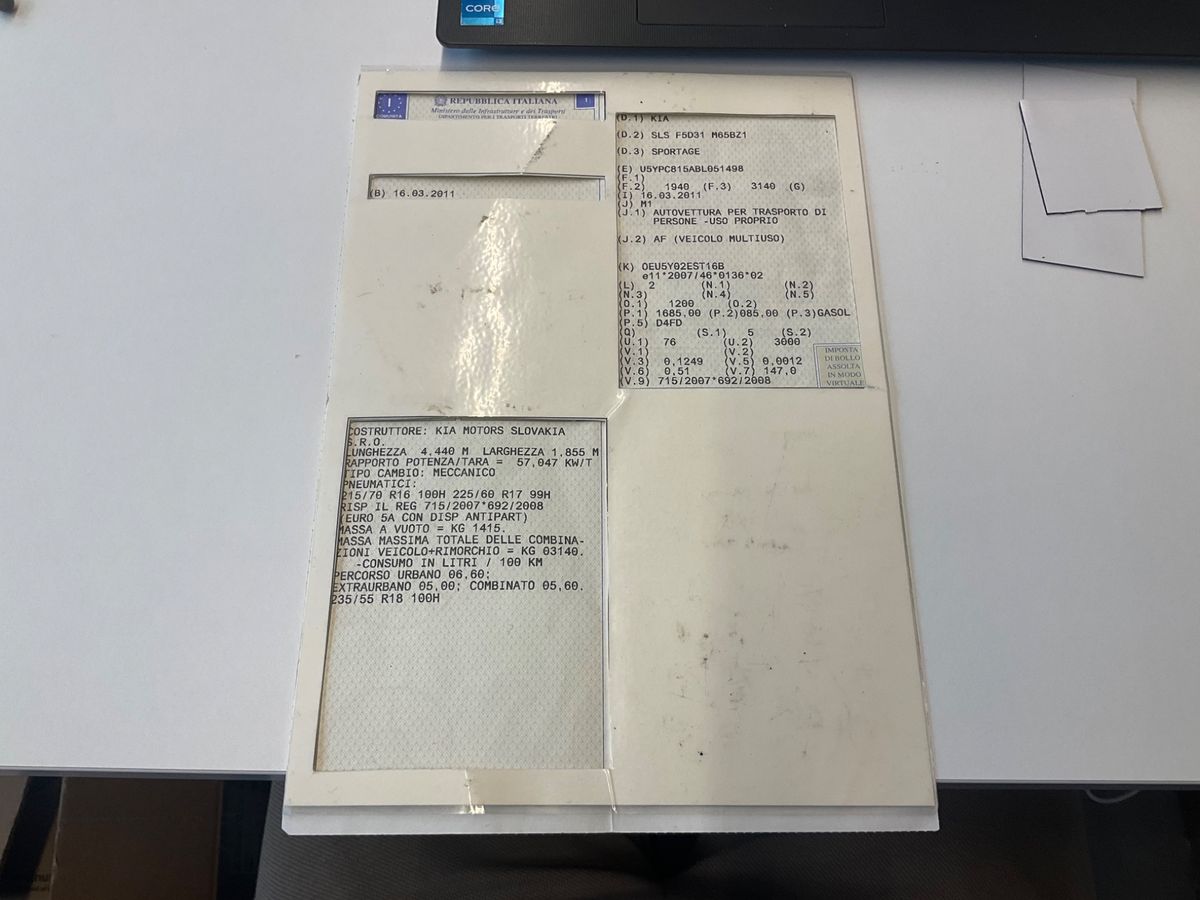 CORE
I
COMUNITÀ
REPUBBLICA ITALIANA
Ministero delle Infrastrutture e dei Trasporti
DIPARTIMENTO PER I TRASPORTI TERRESTRI
(B) 16.03.2011
(D.1) KIA
(D.2) SLS F5D31 M65BZ1
(D.3) SPORTAGE
(E) U5YPC815ABL051498
(F.1)
(F.2) 1940 (F.3) 3140 (G)
(I) 16.03.2011
(J) M1
(J.1) AUTOVETTURA PER TRASPORTO DI
PERSONE -USO PROPRIO
(J.2) AF (VEICOLO MULTIUSO)
(K) OEU5Y02EST16B
e11*2007/46*0136*02
(L) 2 (N.1) (N.2)
(N.3) (N.4) (N.5)
(O.1) 1200 (O.2)
(P.1) 1685,00 (P.2)085,00 (P.3)GASOL
(P.5) D4FD
(Q) (S.1) 5 (S.2)
(U.1) 76 (U.2) 3000
(V.1) (V.2)
(V.3) 0,1249 (V.5) 0,0012
(V.6) 0,51 (V.7) 147,0
(V.9) 715/2007*692/2008
IMPOSTA
DI BOLLO
ASSOLTA
IN MODO
VIRTUALE
COSTRUTTORE: KIA MOTORS SLOVAKIA
S.R.O.
LUNGHEZZA 4,440 M LARGHEZZA 1,855 M
RAPPORTO POTENZA/TARA = 57,047 KW/T
TIPO CAMBIO: MECCANICO
PNEUMATICI:
215/70 R16 100H 225/60 R17 99H
RISP IL REG 715/2007*692/2008
(EURO 5A CON DISP ANTIPART)
MASSA A VUOTO = KG 1415.
MASSA MASSIMA TOTALE DELLE COMBINA-
ZIONI VEICOLO+RIMORCHIO = KG 03140.
-CONSUMO IN LITRI / 100 KM
PERCORSO URBANO 06,60;
EXTRAURBANO 05,00; COMBINATO 05,60.
235/55 R18 100H